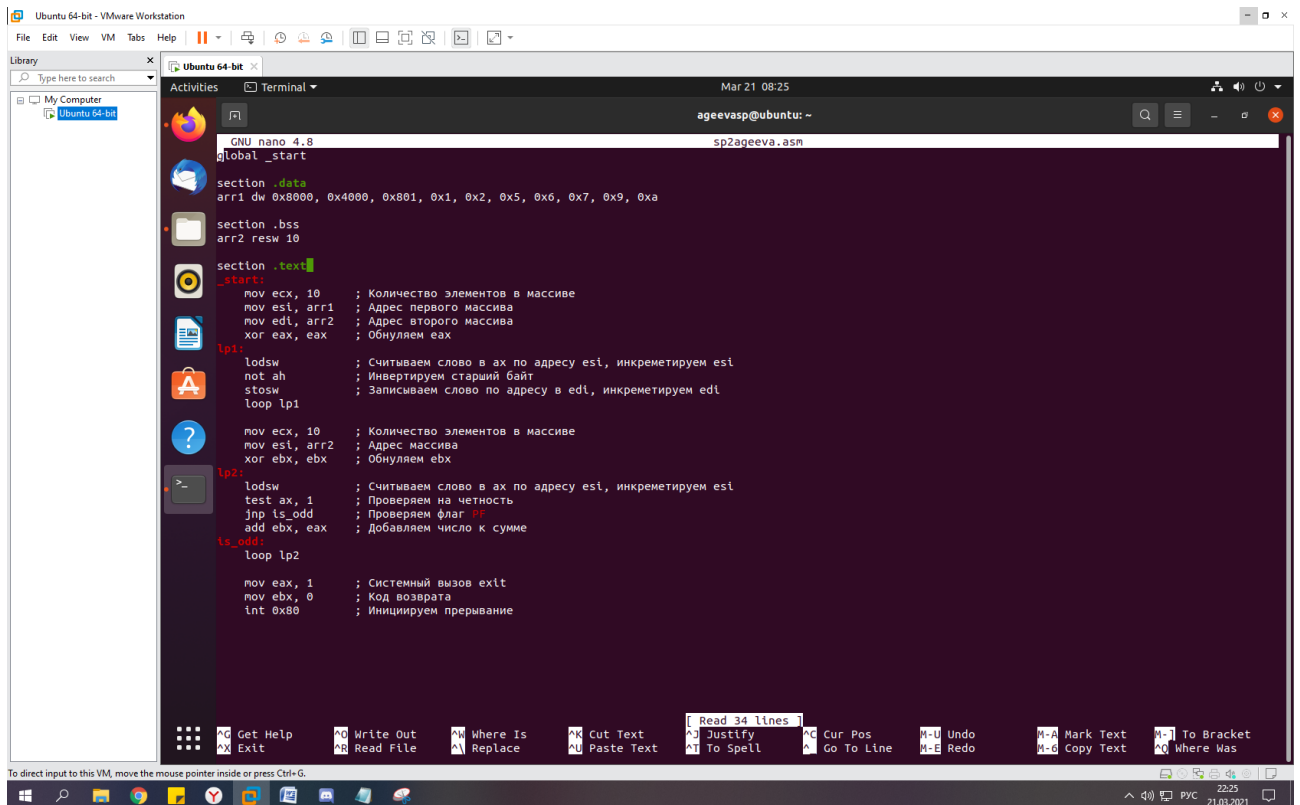 Ubuntu 64-bit - VMware Workstation
File Edit View VM Tabs Help
Library
Type here to search
My Computer
Ubuntu 64-bit
Ubuntu 64-bit
Activities Terminal Mar 21 08:25
ageevasp@ubuntu: ~
GNU nano 4.8 sp2ageeva.asm
global _start
section .data
arr1 dw 0x8000, 0x4000, 0x801, 0x1, 0x2, 0x5, 0x6, 0x7, 0x9, 0xa
section .bss
arr2 resw 10
section .text
_start:
mov ecx, 10 ; Количество элементов в массиве
mov esi, arr1 ; Адрес первого массива
mov edi, arr2 ; Адрес второго массива
xor eax, eax ; Обнуляем eax
lp1:
lodsw ; Считываем слово в ax по адресу esi, инкреметируем esi
not ah ; Инвертируем старший байт
stosw ; Записываем слово по адресу в edi, инкреметируем edi
loop lp1
mov ecx, 10 ; Количество элементов в массиве
mov esi, arr2 ; Адрес массива
xor ebx, ebx ; Обнуляем ebx
lp2:
lodsw ; Считываем слово в ax по адресу esi, инкреметируем esi
test ax, 1 ; Проверяем на четность
jnp is_odd ; Проверяем флаг PF
add ebx, eax ; Добавляем число к сумме
is_odd:
loop lp2
mov eax, 1 ; Системный вызов exit
mov ebx, 0 ; Код возврата
int 0x80 ; Инициируем прерывание
[ Read 34 lines ]
^G Get Help ^O Write Out ^W Where Is ^K Cut Text ^J Justify ^C Cur Pos M-U Undo M-A Mark Text M-] To Bracket
^X Exit ^R Read File ^\ Replace ^U Paste Text ^T To Spell ^_ Go To Line M-E Redo M-6 Copy Text ^Q Where Was
To direct input to this VM, move the mouse pointer inside or press Ctrl+G.
РУС 22:25
21.03.2021